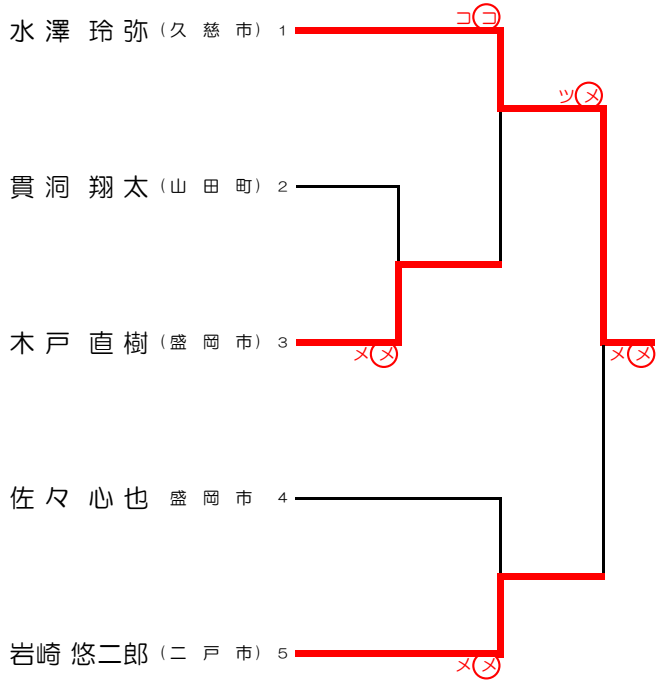 コ コ
水澤 玲弥 (久慈市) 1
ツ メ
貫洞 翔太 (山田町) 2
木戸 直樹 (盛岡市) 3
メ メ
メ メ
佐々 心也 盛岡市 4
岩崎 悠二郎 (二戸市) 5
メ メ